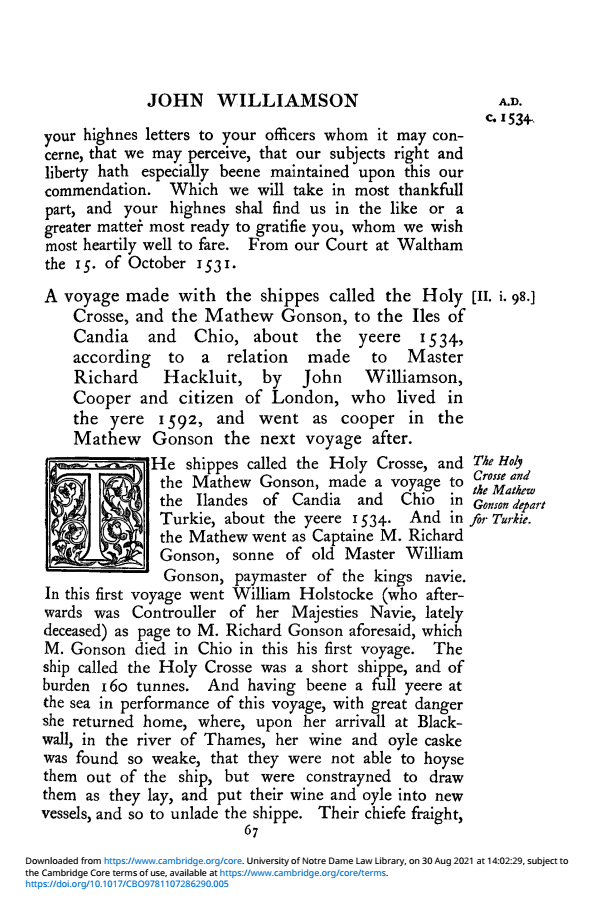 JOHN WILLIAMSON
A.D.
c. 1534.
your highnes letters to your officers whom it may con-
cerne, that we may perceive, that our subjects right and
liberty hath especially beene maintained upon this our
commendation. Which we will take in most thankfull
part, and your highnes shal find us in the like or a
greater matter most ready to gratifie you, whom we wish
most heartily well to fare. From our Court at Waltham
the 15. of October 1531.
A voyage made with the shippes called the Holy [II. i. 98.]
Crosse, and the Mathew Gonson, to the Iles of
Candia and Chio, about the yeere 1534,
according to a relation made to Master
Richard Hackluit, by John Williamson,
Cooper and citizen of London, who lived in
the yere 1592, and went as cooper in the
Mathew Gonson the next voyage after.
THe shippes called the Holy Crosse, and
the Mathew Gonson, made a voyage to
the Ilandes of Candia and Chio in
Turkie, about the yeere 1534. And in
the Mathew went as Captaine M. Richard
Gonson, sonne of old Master William
Gonson, paymaster of the kings navie.
The Holy
Crosse and
the Mathew
Gonson depart
for Turkie.
In this first voyage went William Holstocke (who after-
wards was Controuller of her Majesties Navie, lately
deceased) as page to M. Richard Gonson aforesaid, which
M. Gonson died in Chio in this his first voyage. The
ship called the Holy Crosse was a short shippe, and of
burden 160 tunnes. And having beene a full yeere at
the sea in performance of this voyage, with great danger
she returned home, where, upon her arrivall at Black-
wall, in the river of Thames, her wine and oyle caske
was found so weake, that they were not able to hoyse
them out of the ship, but were constrayned to draw
them as they lay, and put their wine and oyle into new
vessels, and so to unlade the shippe. Their chiefe fraight,
67
Downloaded from https://www.cambridge.org/core. University of Notre Dame Law Library, on 30 Aug 2021 at 14:02:29, subject to
the Cambridge Core terms of use, available at https://www.cambridge.org/core/terms.
https://doi.org/10.1017/CBO9781107286290.005